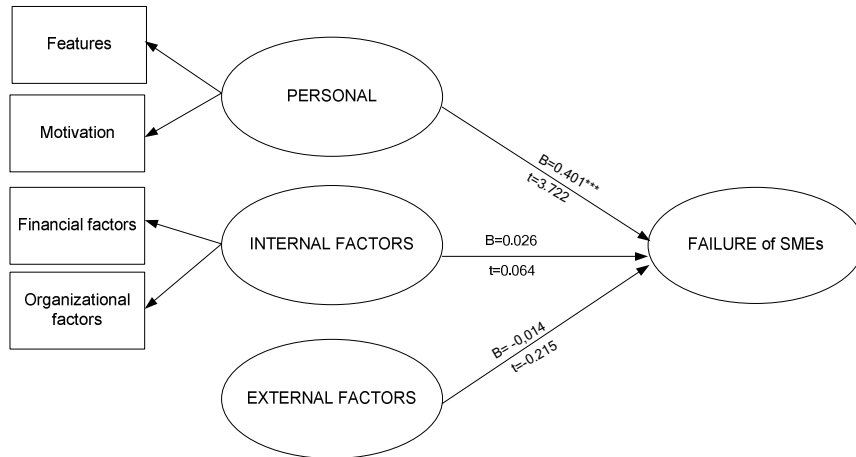 Features
Motivation
PERSONAL
B=0.401***
t=3.722
Financial factors
Organizational
factors
INTERNAL FACTORS
B=0.026
t=0.064
FAILURE of SMEs
EXTERNAL FACTORS
B= -0,014
t=-0.215